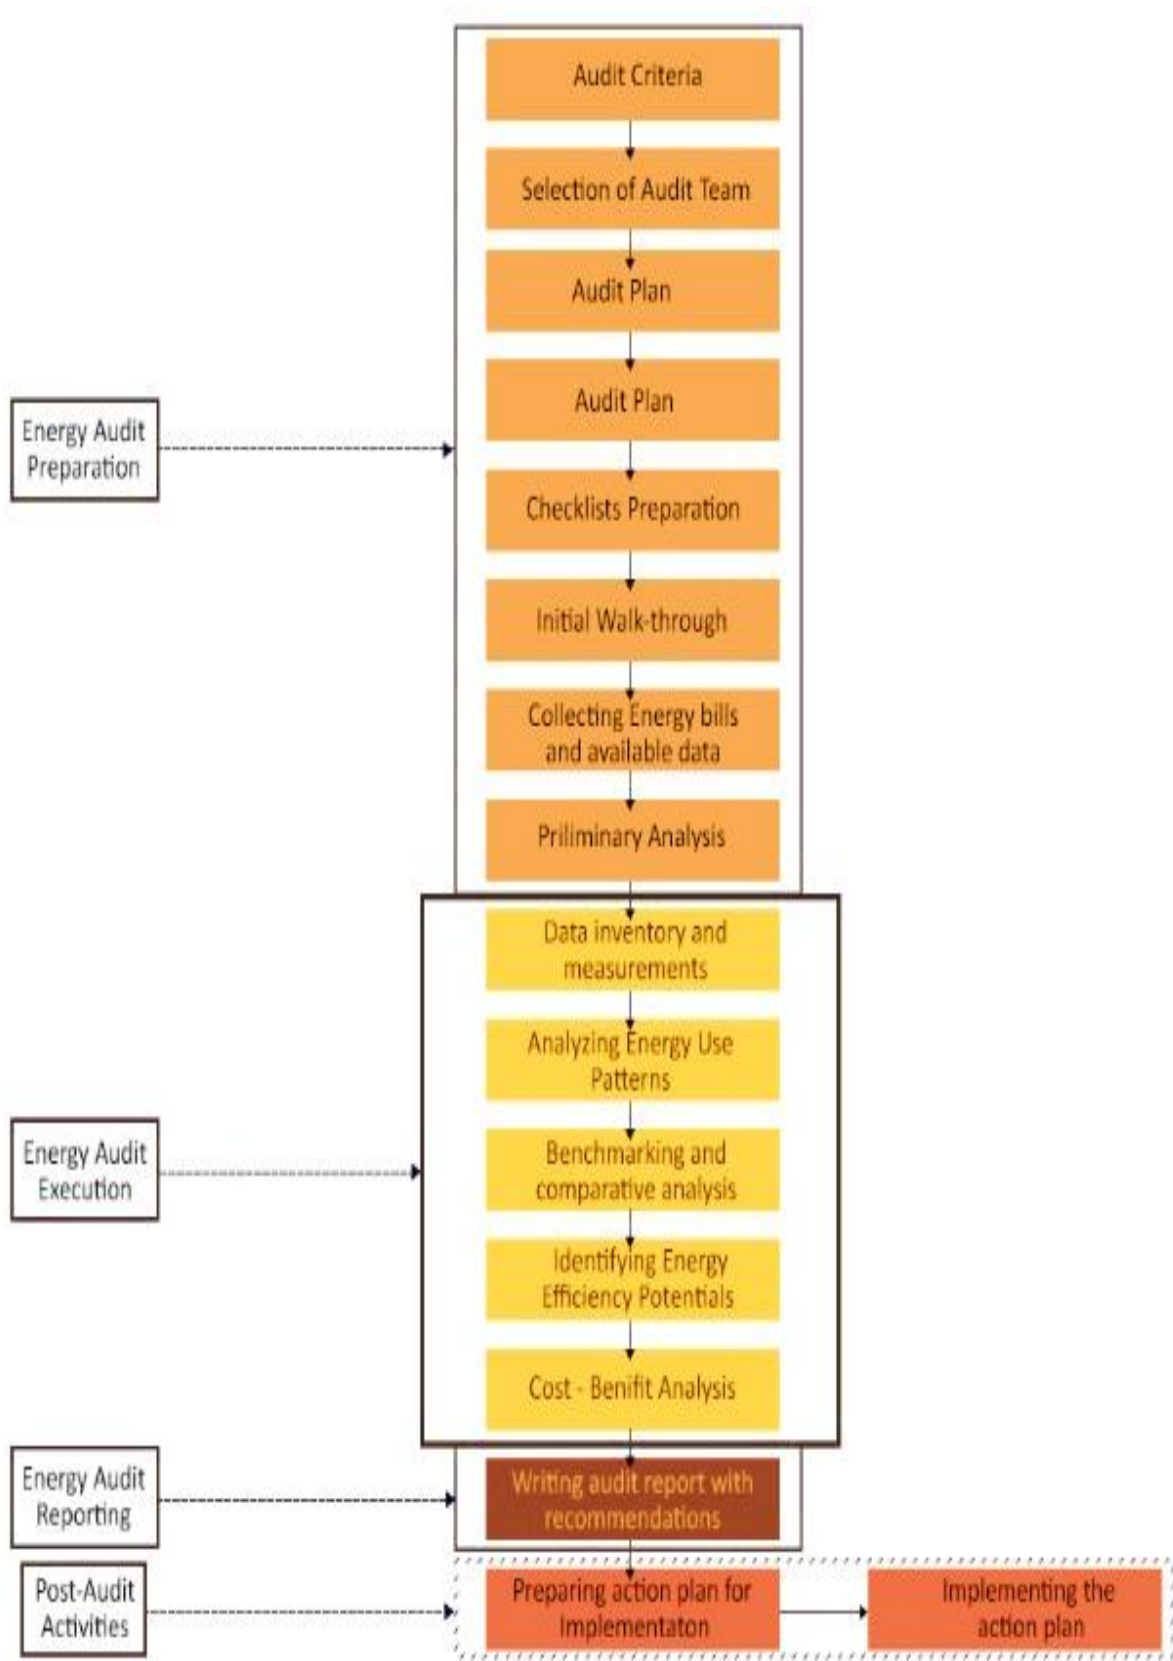 Audit Criteria
Selection of Audit Team
Audit Plan
Audit Plan
Energy Audit
Preparation
Checklists Preparation
Initial Walk-through
Collecting Energy bills
and available data
Priliminary Analysis
Data inventory and
measurements
Analyzing Energy Use
Patterns
Energy Audit
Execution
Benchmarking and
comparative analysis
Identifying Energy
Efficiency Potentials
Cost - Benifit Analysis
Energy Audit
Reporting
Writing audit report with
recommendations
Post-Audit
Activities
Preparing action plan for
Implementaton
Implementing the
action plan